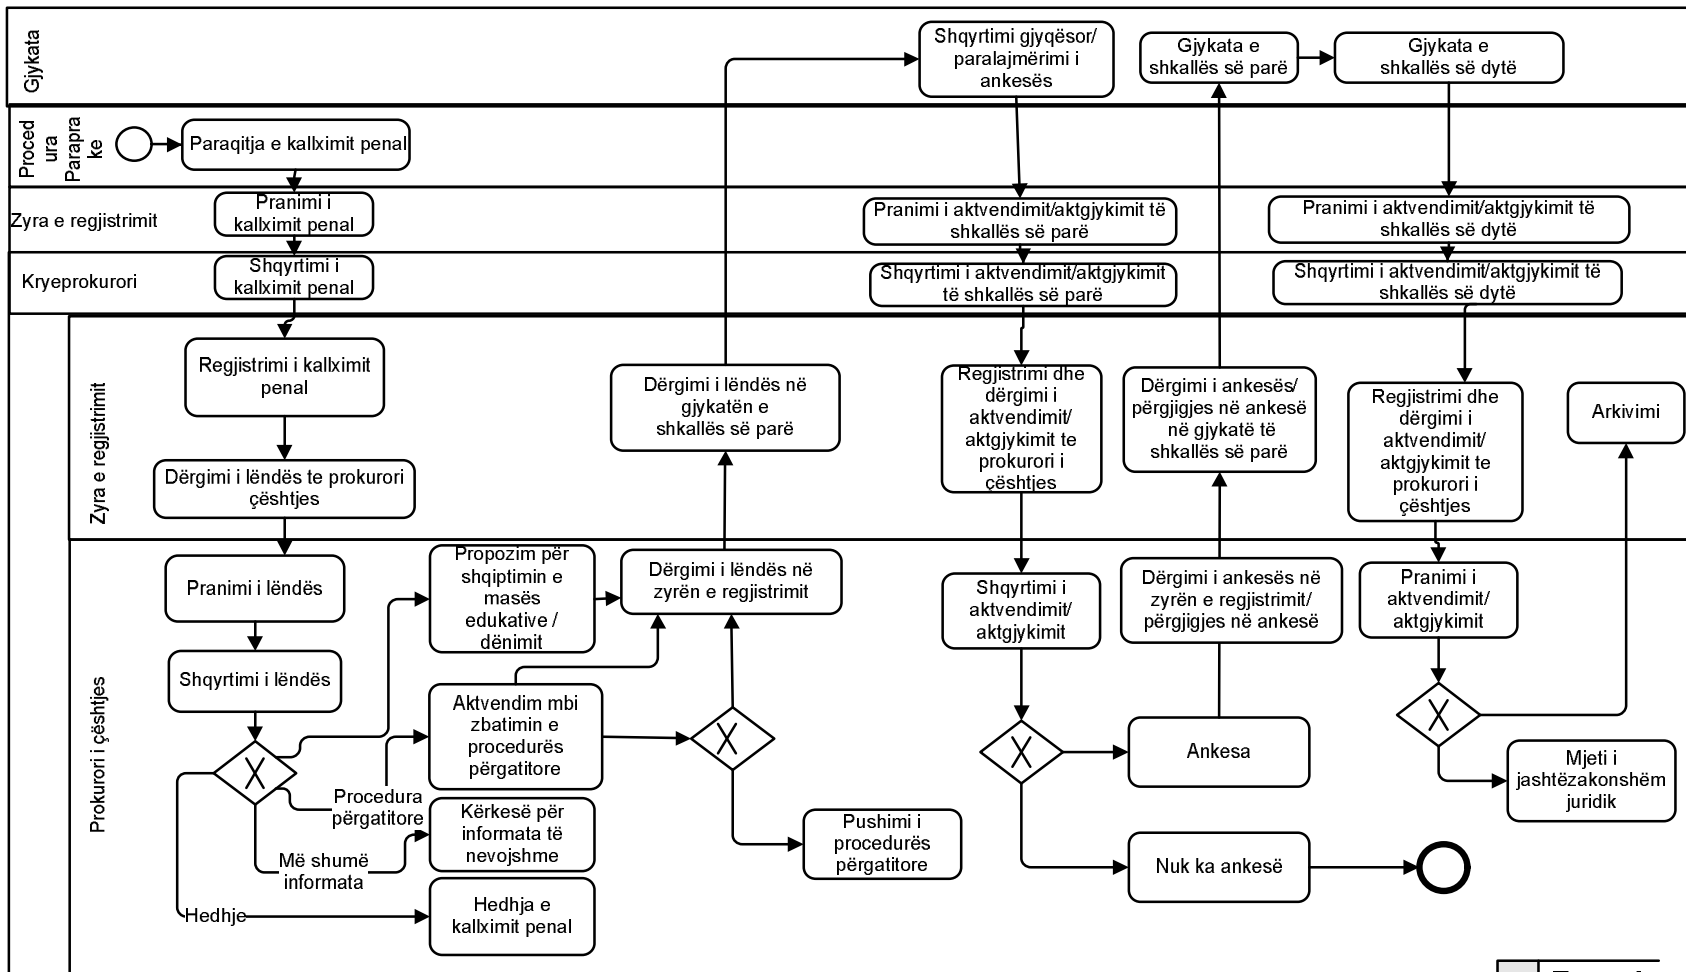 Gjykata
Shqyrtimi gjyqësor/
paralajmërimi i
ankesës
Gjykata e
shkallës së parë
Gjykata e
shkallës së dytë
Proced
ura
Parapra
ke
Paraqitja e kallximit penal
Zyra e regjistrimit
Pranimi i
kallximit penal
Pranimi i aktvendimit/aktgjykimit të
shkallës së parë
Pranimi i aktvendimit/aktgjykimit të
shkallës së dytë
Kryeprokurori
Shqyrtimi i
kallximit penal
Shqyrtimi i aktvendimit/aktgjykimit
të shkallës së parë
Shqyrtimi i aktvendimit/aktgjykimit të
shkallës së dytë
Zyra e regjistrimit
Regjistrimi i kallximit
penal
Dërgimi i lëndës te prokurori
çështjes
Dërgimi i lëndës në
gjykatën e
shkallës së parë
Regjistrimi dhe
dërgimi i
aktvendimit/
aktgjykimit te
prokurori i
çështjes
Dërgimi i ankesës/
përgjigjes në ankesë
në gjykatë të
shkallës së parë
Regjistrimi dhe
dërgimi i
aktvendimit/
aktgjykimit te
prokurori i
çështjes
Arkivimi
Prokurori i çështjes
Pranimi i lëndës
Shqyrtimi i lëndës
Propozim për
shqiptimin e
masës
edukative /
dënimit
Dërgimi i lëndës në
zyrën e regjistrimit
Aktvendim mbi
zbatimin e
procedurës
përgatitore
Procedura
përgatitore
Kërkesë për
informata të
nevojshme
Më shumë
informata
Hedhje
Hedhja e
kallximit penal
Pushimi i
procedurës
përgatitore
Shqyrtimi i
aktvendimit/
aktgjykimit
Dërgimi i ankesës në
zyrën e regjistrimit/
përgjigjes në ankesë
Ankesa
Nuk ka ankesë
Pranimi i
aktvendimit/
aktgjykimit
Mjeti i
jashtëzakonshëm
juridik